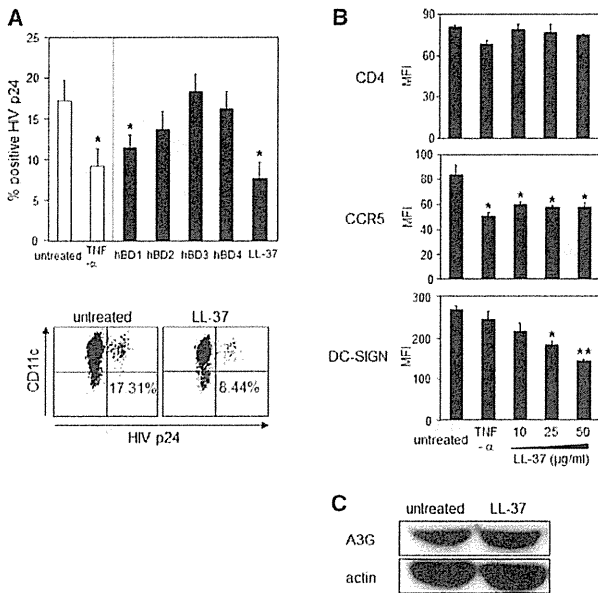 A
% positive HIV p24
25
20
15
10
5
0
*
*
*
untreated
TNF
-α
hBD1
hBD2
hBD3
hBD4
LL-37
untreated
LL-37
CD11c
17.31%
8.44%
HIV p24
B
CD4
MFI
90
60
30
0
CCR5
MFI
100
80
60
40
20
0
*
*
*
*
DC-SIGN
MFI
300
200
100
0
*
**
untreated
TNF
-α
10
25
50
LL-37 (µg/ml)
C
untreated
LL-37
A3G
actin